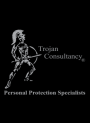 Trojan
Consultancy
Personal Protection Specialists